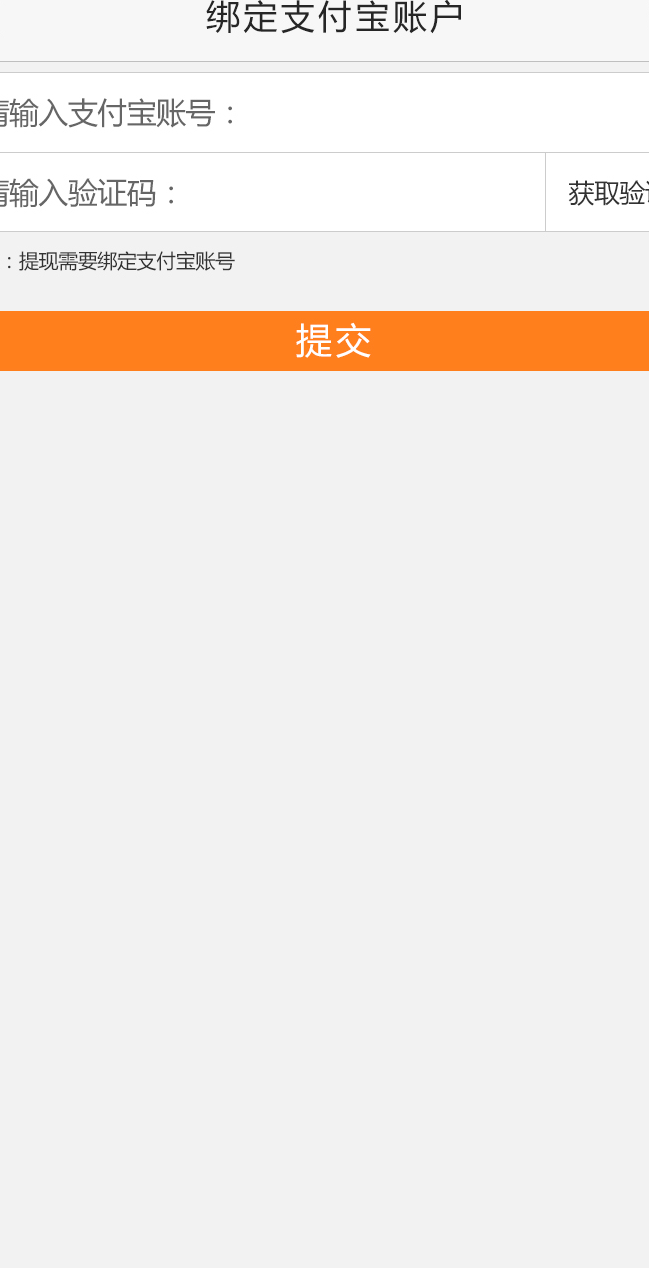 绑定支付宝账户
请输入支付宝账号：
请输入验证码：
获取验
：提现需要绑定支付宝账号
提交